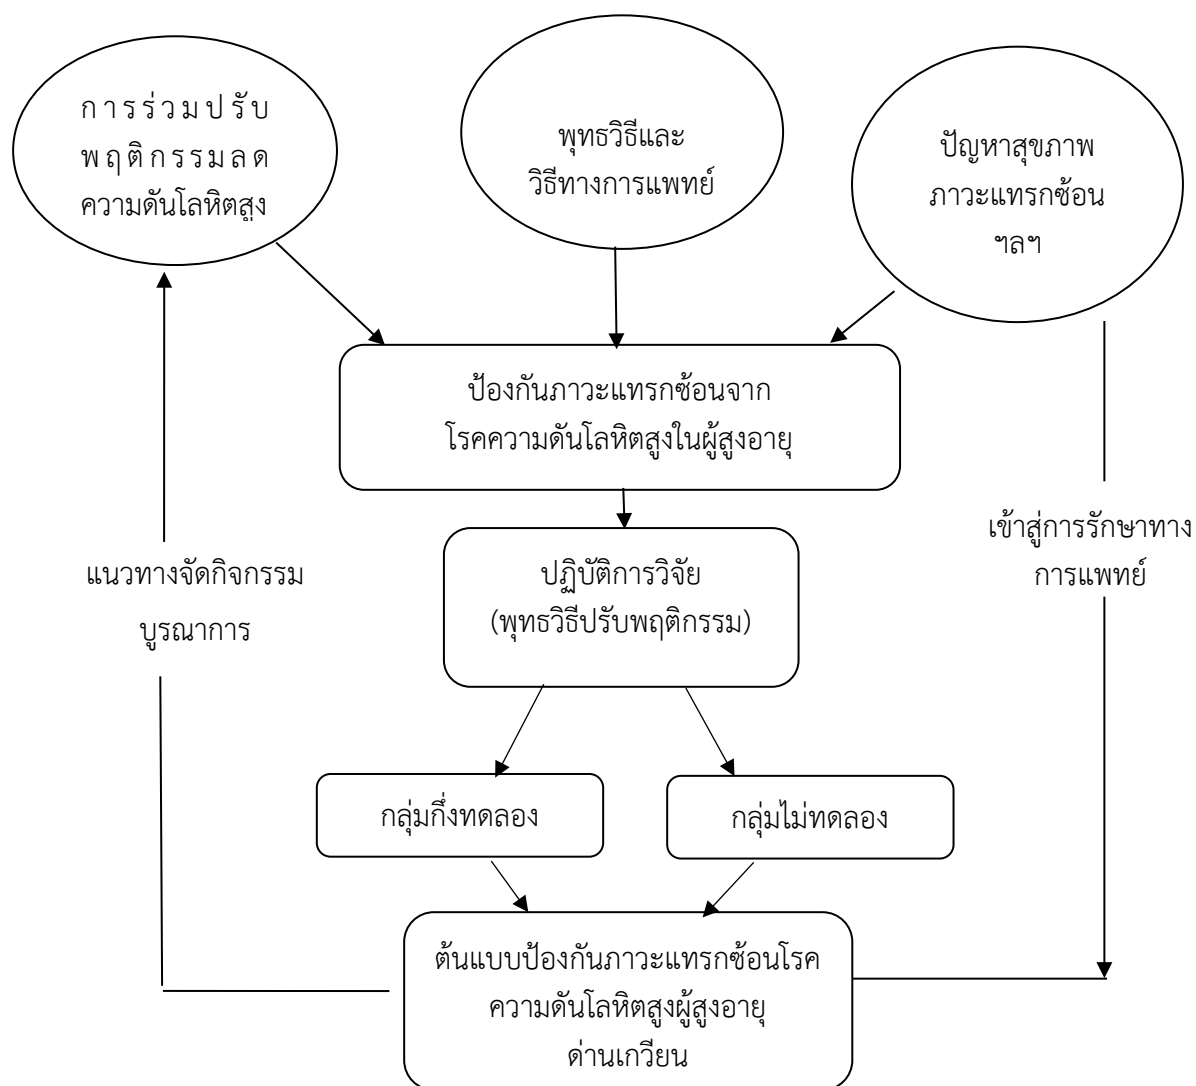 การร่วมปรับ
พฤติกรรมลด
ความดันโลหิตสูง
พุทธวิธีและ
วิธีทางการแพทย์
ปัญหาสุขภาพ
ภาวะแทรกซ้อน
ฯลฯ
ป้องกันภาวะแทรกซ้อนจาก
โรคความดันโลหิตสูงในผู้สูงอายุ
แนวทางจัดกิจกรรม
บูรณาการ
ปฏิบัติการวิจัย
(พุทธวิธีปรับพฤติกรรม)
เข้าสู่การรักษาทาง
การแพทย์
กลุ่มกึ่งทดลอง
กลุ่มไม่ทดลอง
ต้นแบบป้องกันภาวะแทรกซ้อนโรค
ความดันโลหิตสูงผู้สูงอายุ
ด่านเกวียน